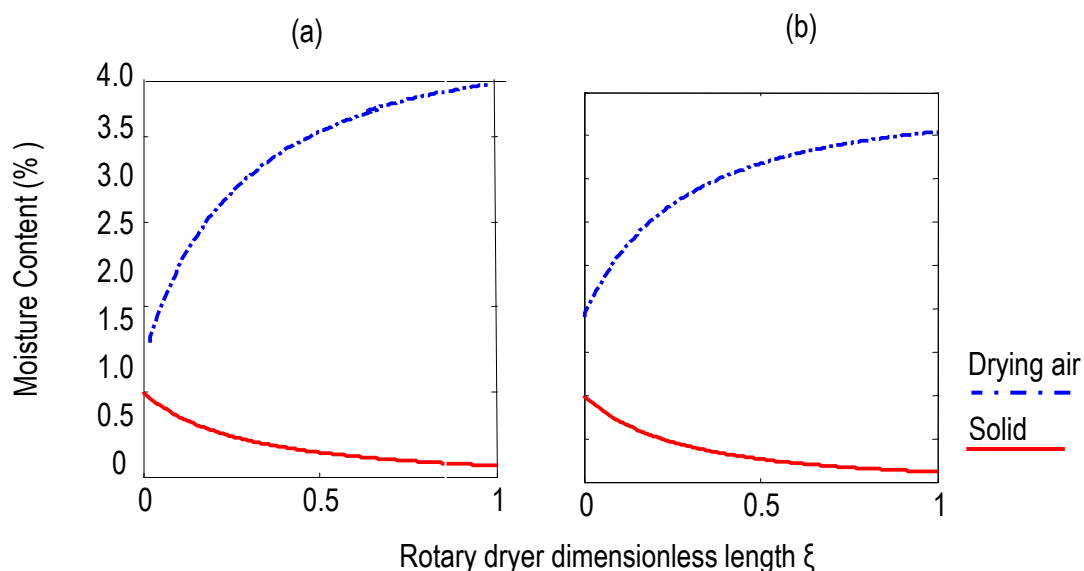 (a)
(b)
Moisture Content (%)
4.0
3.5
3.0
2.5
2.0
1.5
1.0
0.5
0
0 0.5 1
0 0.5 1
Drying air
Solid
Rotary dryer dimensionless length ξ